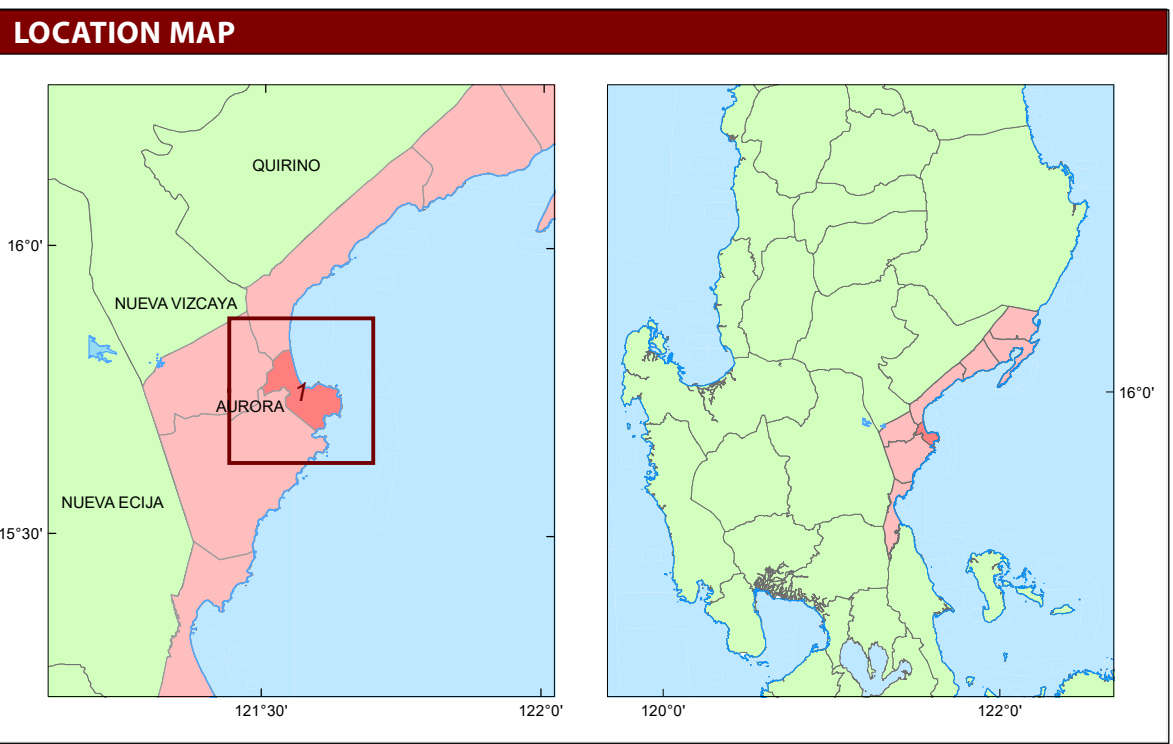 LOCATION MAP
QUIRINO
16°0'
NUEVA VIZCAYA
1
AURORA
NUEVA ECIJA
15°30'
121°30'
122°0'
16°0'
120°0'
122°0'